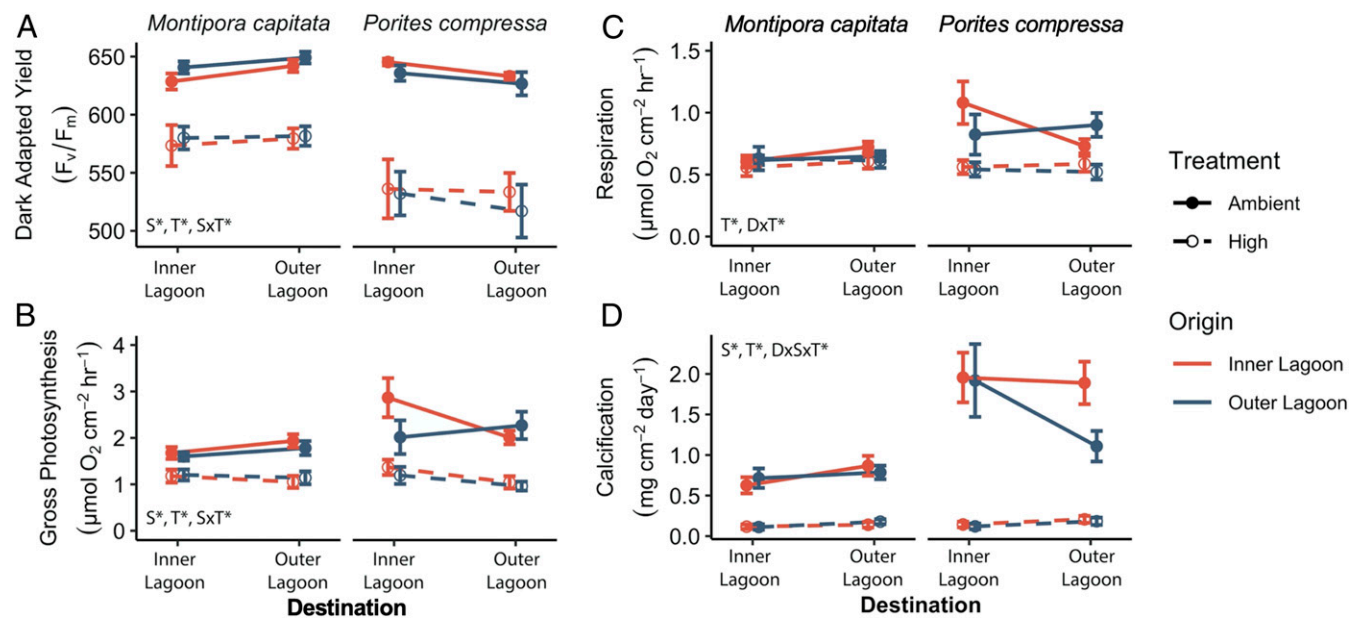 A
Montipora capitata
Porites compressa
Dark Adapted Yield
(Fv/Fm)
650
600
550
500
S*, T*, SxT*
Inner
Lagoon
Outer
Lagoon
Inner
Lagoon
Outer
Lagoon
B
Gross Photosynthesis
(μmol O2 cm−2 hr−1)
4
3
2
1
0
S*, T*, SxT*
Inner
Lagoon
Outer
Lagoon
Inner
Lagoon
Outer
Lagoon
Destination
C
Montipora capitata
Porites compressa
Respiration
(μmol O2 cm−2 hr−1)
1.5
1.0
0.5
0.0
T*, DxT*
Inner
Lagoon
Outer
Lagoon
Inner
Lagoon
Outer
Lagoon
D
Calcification
(mg cm−2 day−1)
2.0
1.5
1.0
0.5
0.0
S*, T*, DxSxT*
Inner
Lagoon
Outer
Lagoon
Inner
Lagoon
Outer
Lagoon
Destination
Treatment
Ambient
High
Origin
Inner Lagoon
Outer Lagoon